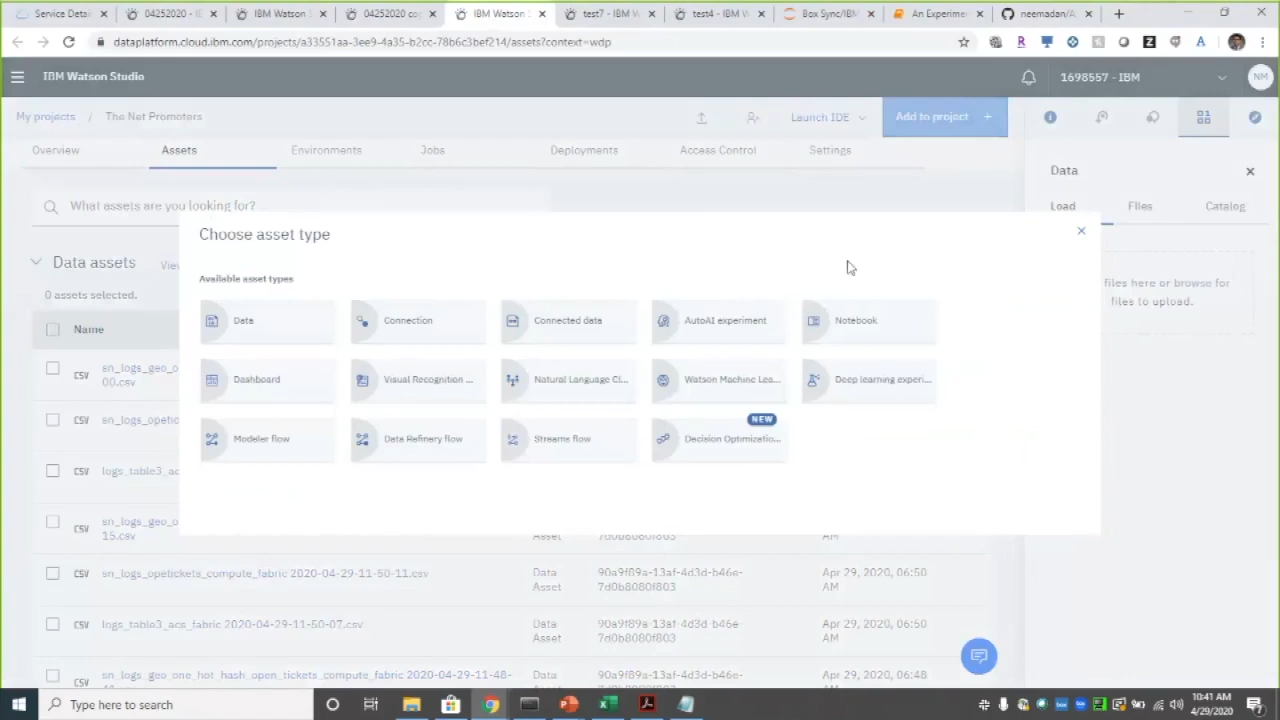 Service Detai
04252020 - I
IBM Watson
04252020 co
IBM Watson
test7 - IBM W
test4 - IBM W
Box Sync/IBM
An Experime
neemadan/A
dataplatform.cloud.ibm.com/projects/a33551aa-3ee9-4a35-b2cc-78b6c3bef214/assets?context=wdp
IBM Watson Studio
1698557 - IBM
NM
My projects / The Net Promoters
Launch IDE
Add to project +
Overview
Assets
Environments
Jobs
Deployments
Access Control
Settings
Data
Load
Files
Catalog
What assets are you looking for?
files here or browse for
files to upload.
Data assets
0 assets selected.
Name
Choose asset type
Available asset types
Data
Connection
Connected data
AutoAI experiment
Notebook
Dashboard
Visual Recognition ...
Natural Language Cl...
Watson Machine Lea...
Deep learning experi...
NEW
Modeler flow
Data Refinery flow
Streams flow
Decision Optimizatio...
CSV
sn_logs_geo_o
00.csv
CSV
sn_logs_opetic
CSV
logs_table3_ac
CSV
sn_logs_geo_o
15.csv
Asset
7d0b8080f803
AM
CSV
sn_logs_opetickets_compute_fabric 2020-04-29-11-50-11.csv
Data
Asset
90a9f89a-13af-4d3d-b46e-
7d0b8080f803
Apr 29, 2020, 06:50
AM
CSV
logs_table3_acs_fabric 2020-04-29-11-50-07.csv
Data
Asset
90a9f89a-13af-4d3d-b46e-
7d0b8080f803
Apr 29, 2020, 06:50
AM
CSV
sn_logs_geo_one_hot_hash_open_tickets_compute_fabric 2020-04-29-11-48-
Data
90a9f89a-13af-4d3d-b46e-
Apr 29, 2020, 06:48
Type here to search
10:41 AM
4/29/2020